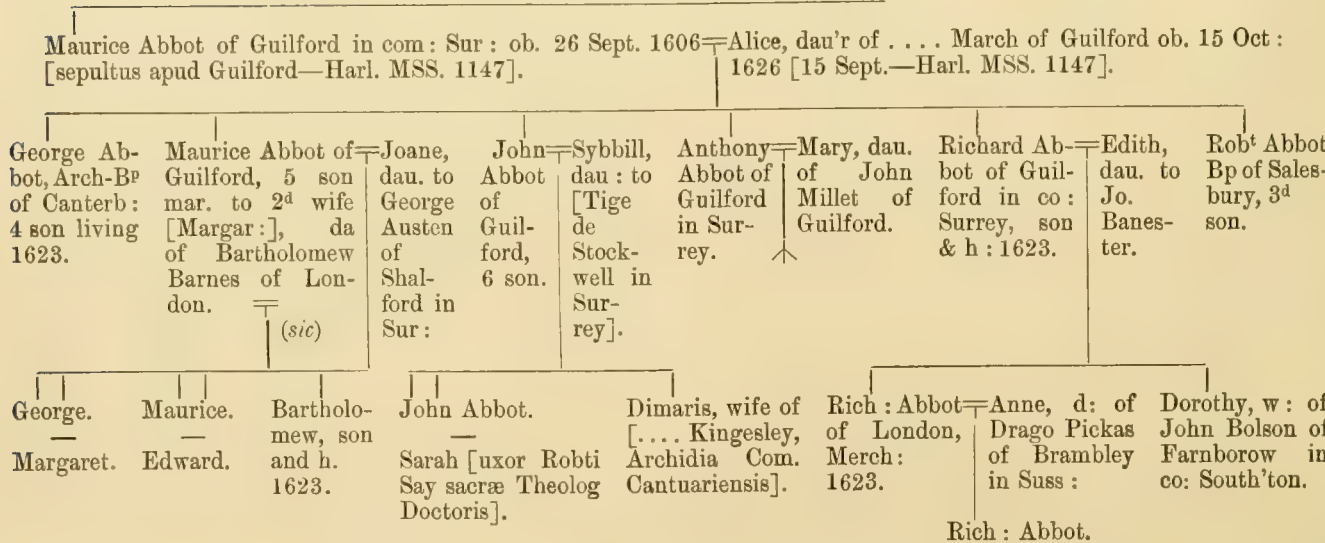 Maurice Abbot of Guilford in com: Sur: ob. 26 Sept. 1606
[sepultus apud Guilford—Harl. MSS. 1147].
Alice, dau'r of .... March of Guilford ob. 15 Oct:
1626 [15 Sept.—Harl. MSS. 1147].
George Ab-
bot, Arch-Bp
of Canterb:
4 son living
1623.
Maurice Abbot of
Guilford, 5 son
mar. to 2d wife
[Margar:], da
of Bartholomew
Barnes of Lon-
don.
(sic)
Joane,
dau. to
George
Austen
of
Shal-
ford in
Sur:
John
Abbot
of
Guil-
ford,
6 son.
Sybbill,
dau: to
[Tige
de
Stock-
well in
Sur-
rey].
Anthony
Abbot of
Guilford
in Sur-
rey.
Mary, dau.
of John
Millet of
Guilford.
Richard Ab-
bot of Guil-
ford in co:
Surrey, son
& h: 1623.
Edith,
dau. to
Jo.
Banes-
ter.
Robt Abbot
Bp of Sales-
bury, 3d
son.
George.
—
Margaret.
Maurice.
—
Edward.
Bartholo-
mew, son
and h.
1623.
John Abbot.
—
Sarah [uxor Robti
Say sacræ Theolog
Doctoris].
Dimaris, wife of
[.... Kingesley,
Archidia Com.
Cantuariensis].
Rich: Abbot
of London,
Merch:
1623.
Anne, d: of
Drago Pickas
of Brambley
in Suss:
Dorothy, w: of
John Bolson of
Farnborow in
co: South'ton.
Rich: Abbot.